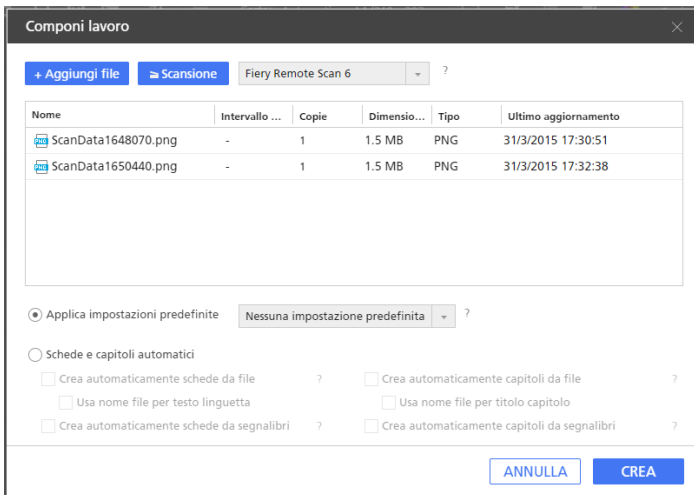 Componi lavoro
+ Aggiungi file Scansione Fiery Remote Scan 6 ?
Nome Intervallo ... Copie Dimensio... Tipo Ultimo aggiornamento
PNG ScanData1648070.png - 1 1.5 MB PNG 31/3/2015 17:30:51
PNG ScanData1650440.png - 1 1.5 MB PNG 31/3/2015 17:32:38
Applica impostazioni predefinite Nessuna impostazione predefinita ?
Schede e capitoli automatici
Crea automaticamente schede da file ? Crea automaticamente capitoli da file ?
Usa nome file per testo linguetta Usa nome file per titolo capitolo
Crea automaticamente schede da segnalibri ? Crea automaticamente capitoli da segnalibri ?
ANNULLA CREA